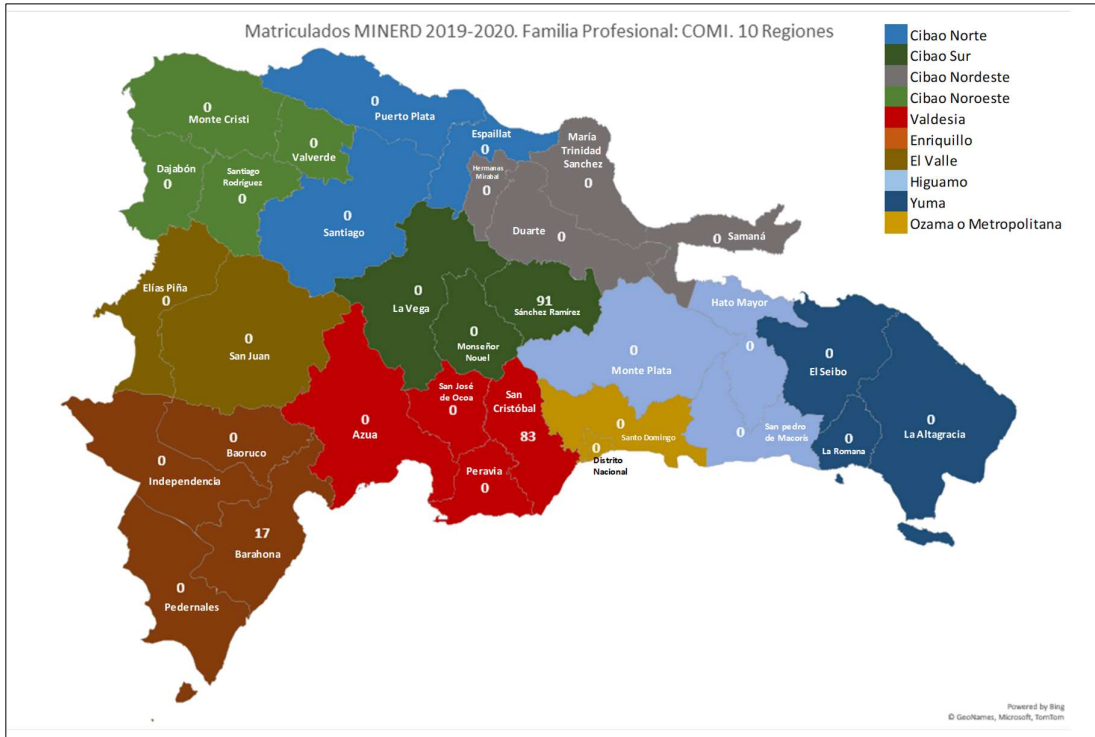 Matriculados MINERD 2019-2020. Familia Profesional: COMI. 10 Regiones
Cibao Norte
Cibao Sur
Cibao Nordeste
Cibao Noroeste
Valdesia
Enriquillo
El Valle
Higuamo
Yuma
Ozama o Metropolitana
0
Monte Cristi
0
Puerto Plata
0
Valverde
Espaillat
0
María
Trinidad
Sanchez
0
Dajabón
0
Santiago
Rodríguez
0
Hermanas
Mirabal
0
0
Santiago
Duarte
0
0
Samaná
Elías Piña
0
0
San Juan
0
La Vega
91
Sánchez Ramírez
0
Monseñor
Nouel
Hato Mayor
0
0
Monte Plata
0
El Seibo
0
La Altagracia
San José
de Ocoa
0
San
Cristóbal
83
0
Azua
0
Santo Domingo
0
Distrito
Nacional
San pedro
de Macorís
0
0
La Romana
Peravia
0
0
Baoruco
0
Independencia
17
Barahona
0
Pedernales
Powered by Bing
© GeoNames, Microsoft, TomTom